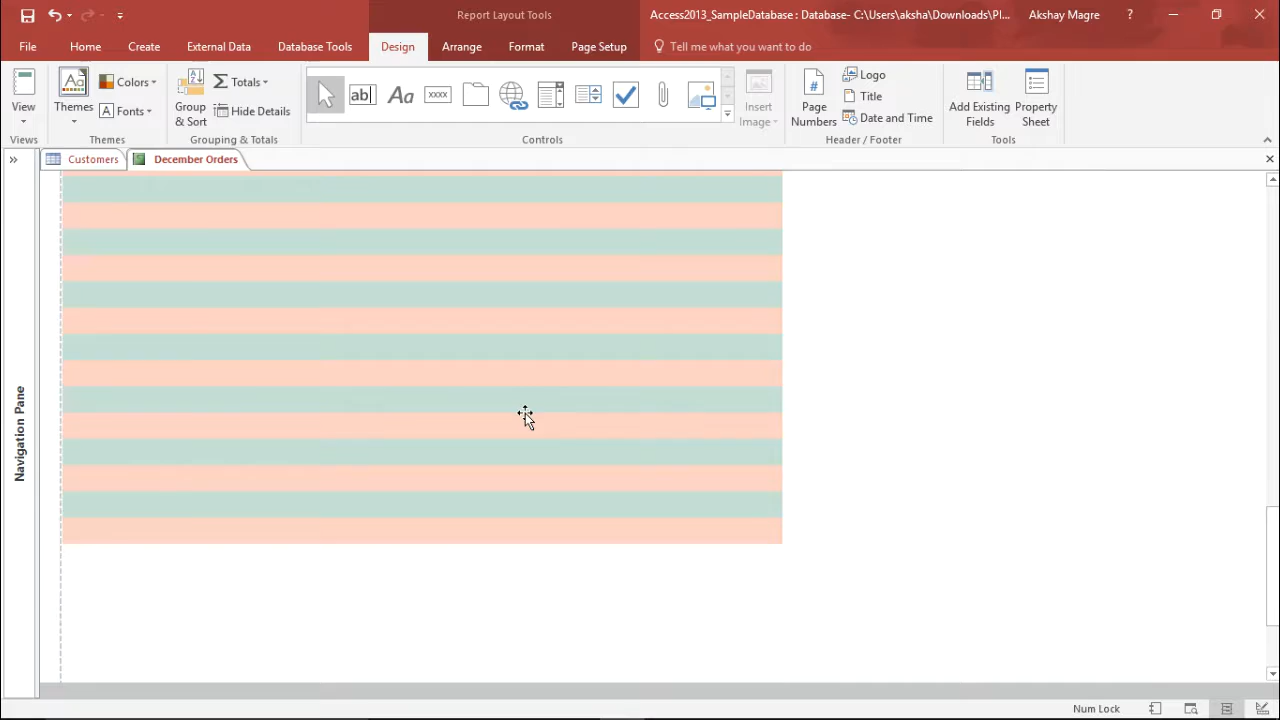 Report Layout Tools
Access2013_SampleDatabase : Database- C:\Users\aksha\Downloads\Pl...
Akshay Magre
?
File
Home
Create
External Data
Database Tools
Design
Arrange
Format
Page Setup
Tell me what you want to do
View
Themes
Colors
Fonts
Group & Sort
Totals
Hide Details
ab
Aa
xxxx
Insert Image
Page Numbers
Logo
Title
Date and Time
Add Existing Fields
Property Sheet
Views
Themes
Grouping & Totals
Controls
Header / Footer
Tools
Customers
December Orders
Navigation Pane
Num Lock